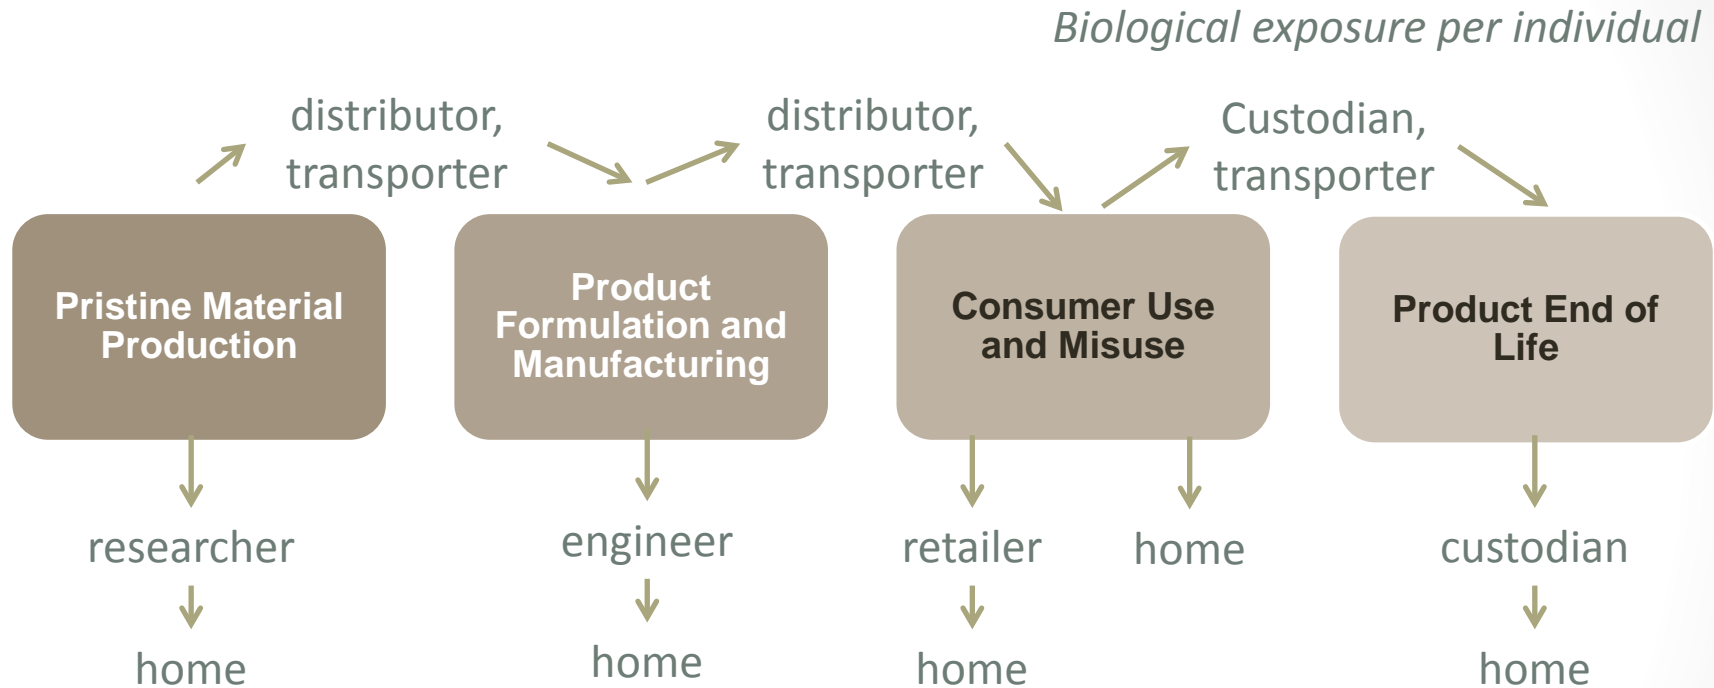 Biological exposure per individual
distributor,
transporter
distributor,
transporter
Custodian,
transporter
Pristine Material
Production
Product
Formulation and
Manufacturing
Consumer Use
and Misuse
Product End of
Life
researcher
engineer
retailer
home
custodian
home
home
home
home